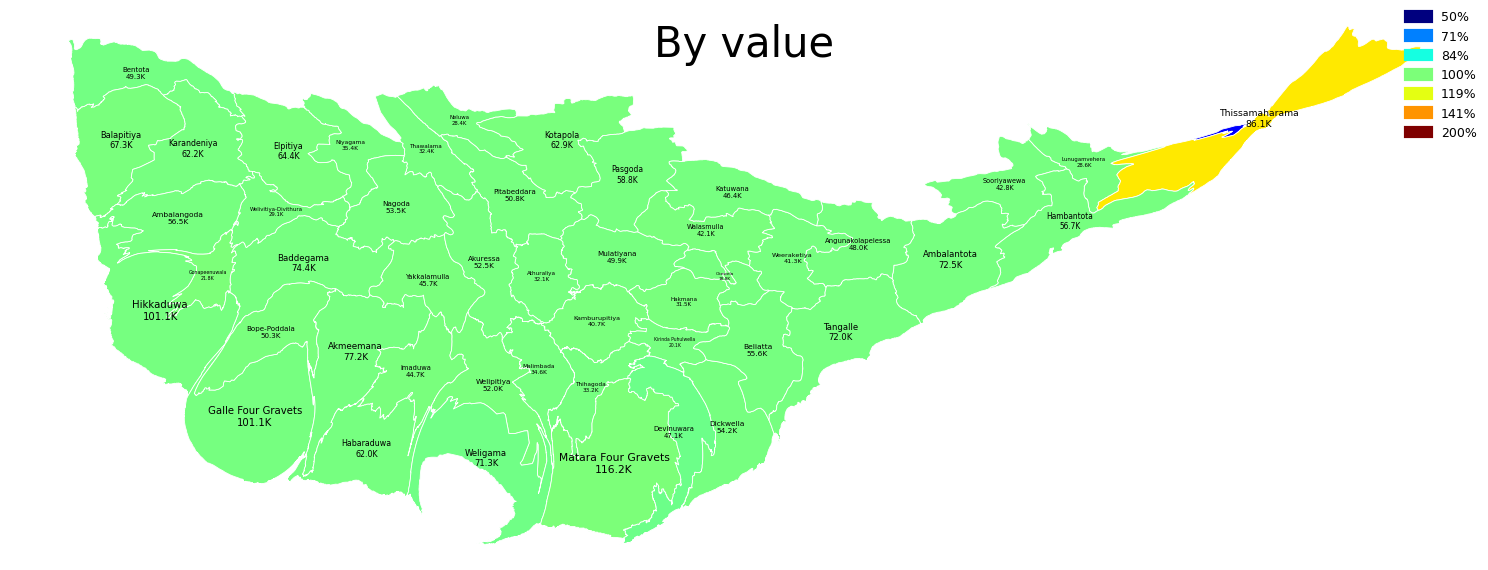 By value
50%
71%
84%
100%
119%
141%
200%
Bentota
49.3K
Balapitiya
67.3K
Karandeniya
62.2K
Elpitiya
64.4K
Niyagama
35.4K
Thawalama
32.4K
Neluwa
28.4K
Kotapola
62.9K
Pasgoda
58.8K
Pitabeddara
50.8K
Katuwana
46.4K
Thissamaharama
86.1K
Lunugamvehera
28.6K
Sooriyawewa
42.8K
Hambantota
56.7K
Ambalangoda
56.5K
Welivitiya-Divithura
29.1K
Nagoda
53.5K
Walasmulla
42.1K
Angunakolapelessa
48.0K
Weeraketiya
41.3K
Ambalantota
72.5K
Baddegama
74.4K
Gonapeenuwala
21.8K
Yakkalamulla
45.7K
Akuressa
52.5K
Athuraliya
32.1K
Mulatiyana
49.9K
Hikkaduwa
101.1K
Hakmana
31.5K
Kamburupitiya
40.7K
Kirinda Puhulwella
20.1K
Beliatta
55.6K
Tangalle
72.0K
Bope-Poddala
50.3K
Akmeemana
77.2K
Imaduwa
44.7K
Welipitiya
52.0K
Malimbada
34.6K
Thihagoda
33.2K
Galle Four Gravets
101.1K
Habaraduwa
62.0K
Weligama
71.3K
Matara Four Gravets
116.2K
Devinuwara
47.1K
Dickwella
54.2K